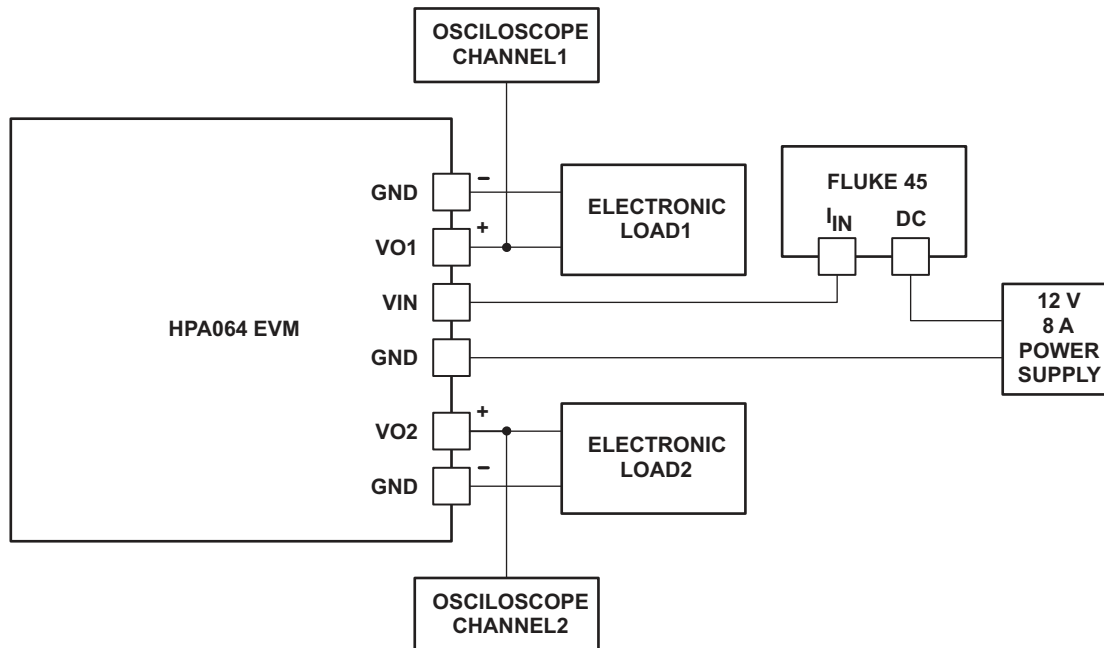 OSCILOSCOPE
CHANNEL1
GND
−
ELECTRONIC
LOAD1
VO1
+
FLUKE 45
IIN
DC
VIN
HPA064 EVM
GND
12 V
8 A
POWER
SUPPLY
VO2
+
ELECTRONIC
LOAD2
GND
−
OSCILOSCOPE
CHANNEL2